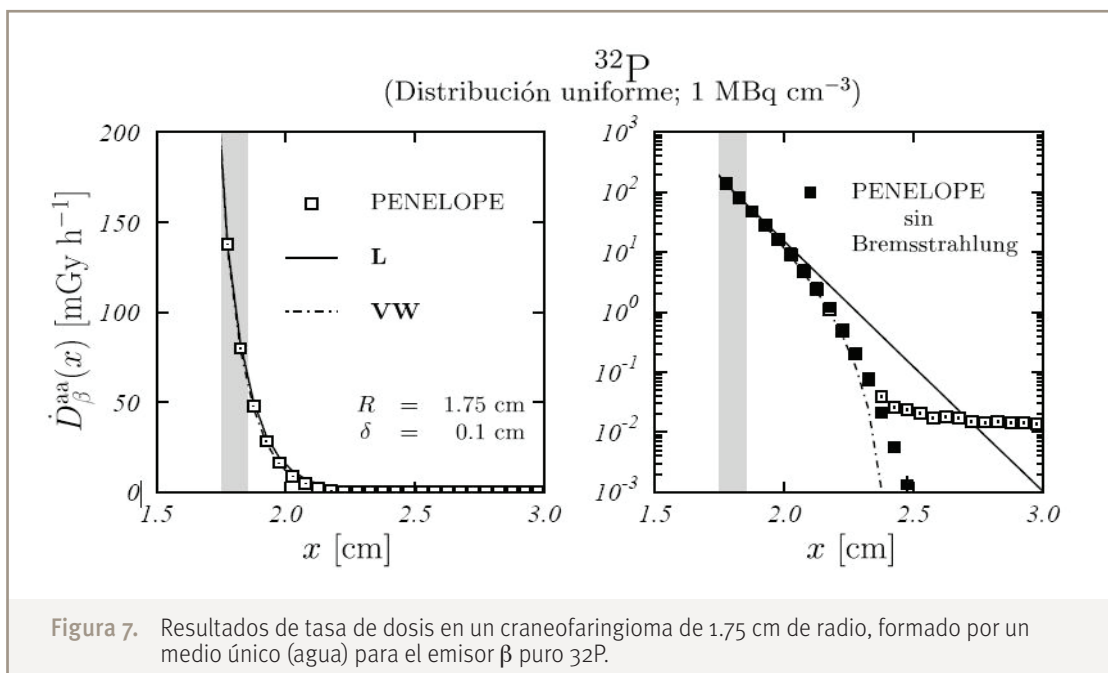 ³²P
(Distribución uniforme; 1 MBq cm⁻³)
Ḋβᵃᵃ(x) [mGy h⁻¹]
200
150
100
50
0
PENELOPE
L
VW
R = 1.75 cm
δ = 0.1 cm
1.5 2.0 2.5 3.0
x [cm]
10³
10²
10¹
10⁰
10⁻¹
10⁻²
10⁻³
PENELOPE
sin
Bremsstrahlung
1.5 2.0 2.5 3.0
x [cm]
Figura 7. Resultados de tasa de dosis en un craneofaringioma de 1.75 cm de radio, formado por un
medio único (agua) para el emisor β puro 32P.